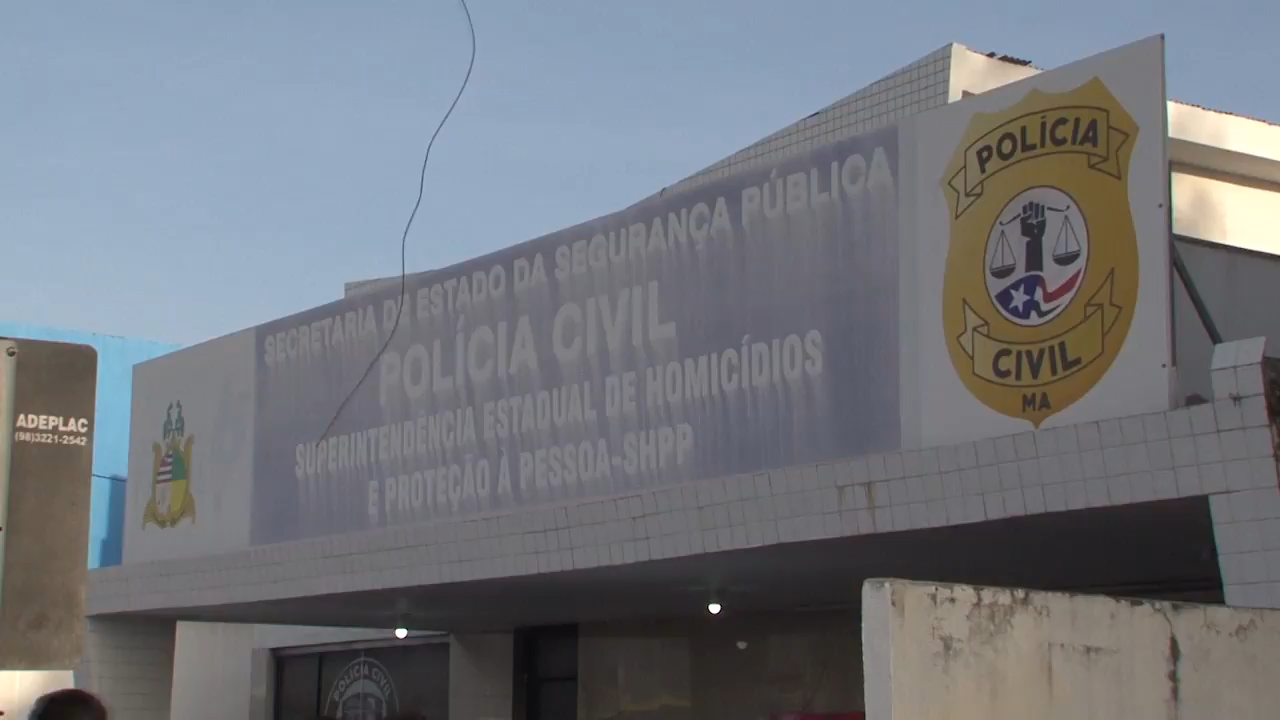 SECRETARIA DE ESTADO DA SEGURANÇA PÚBLICA
POLÍCIA CIVIL
SUPERINTENDÊNCIA ESTADUAL DE HOMICÍDIOS
E PROTEÇÃO À PESSOA-SHPP
POLÍCIA
CIVIL
MA
ADEPLAC
(98)3221-2542
POLÍCIA CIVIL